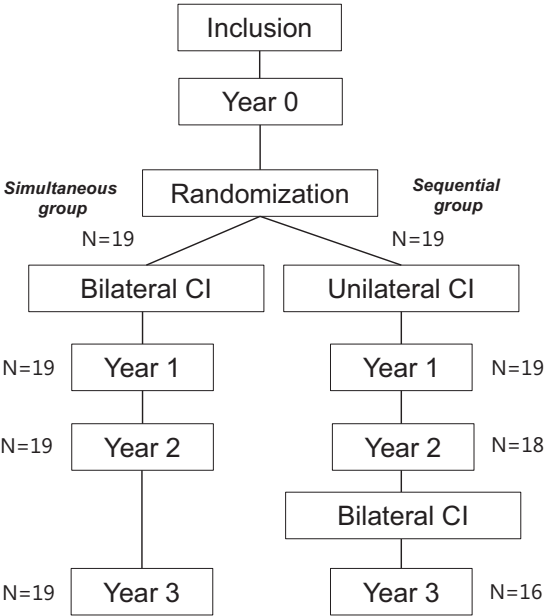 Inclusion
Year 0
Simultaneous
group
Randomization
Sequential
group
N=19
N=19
Bilateral CI
Unilateral CI
N=19
Year 1
Year 1
N=19
N=19
Year 2
Year 2
N=18
Bilateral CI
N=19
Year 3
Year 3
N=16